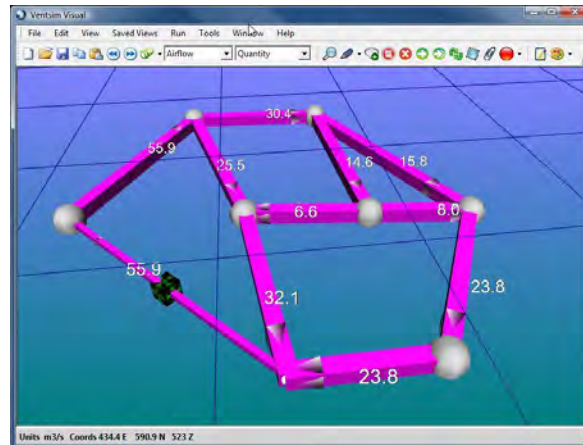 Ventsim Visual
File Edit View Saved Views Run Tools Window Help
Airflow Quantity
30.4
55.9
25.5
14.6
15.8
6.6
8.0
55.9
32.1
23.8
23.8
Units m3/s Coords 434.4 E 590.9 N 523 Z